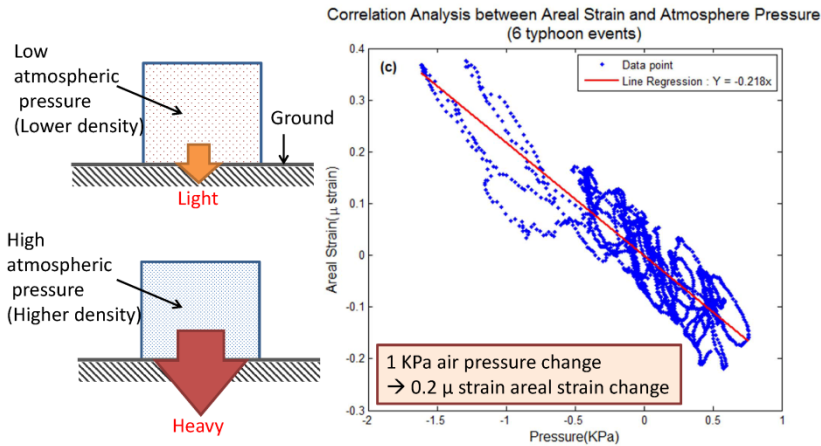 Low
atmospheric
pressure
(Lower density)
Ground
Light
High
atmospheric
pressure
(Higher density)
Heavy
Correlation Analysis between Areal Strain and Atmosphere Pressure
(6 typhoon events)
(c)
Data point
Line Regression : Y = -0.218x
Areal Strain(μ strain)
0.4
0.3
0.2
0.1
0
-0.1
-0.2
-0.3
1 KPa air pressure change
→ 0.2 μ strain areal strain change
-2
-1.5
-1
-0.5
0
0.5
1
Pressure(KPa)